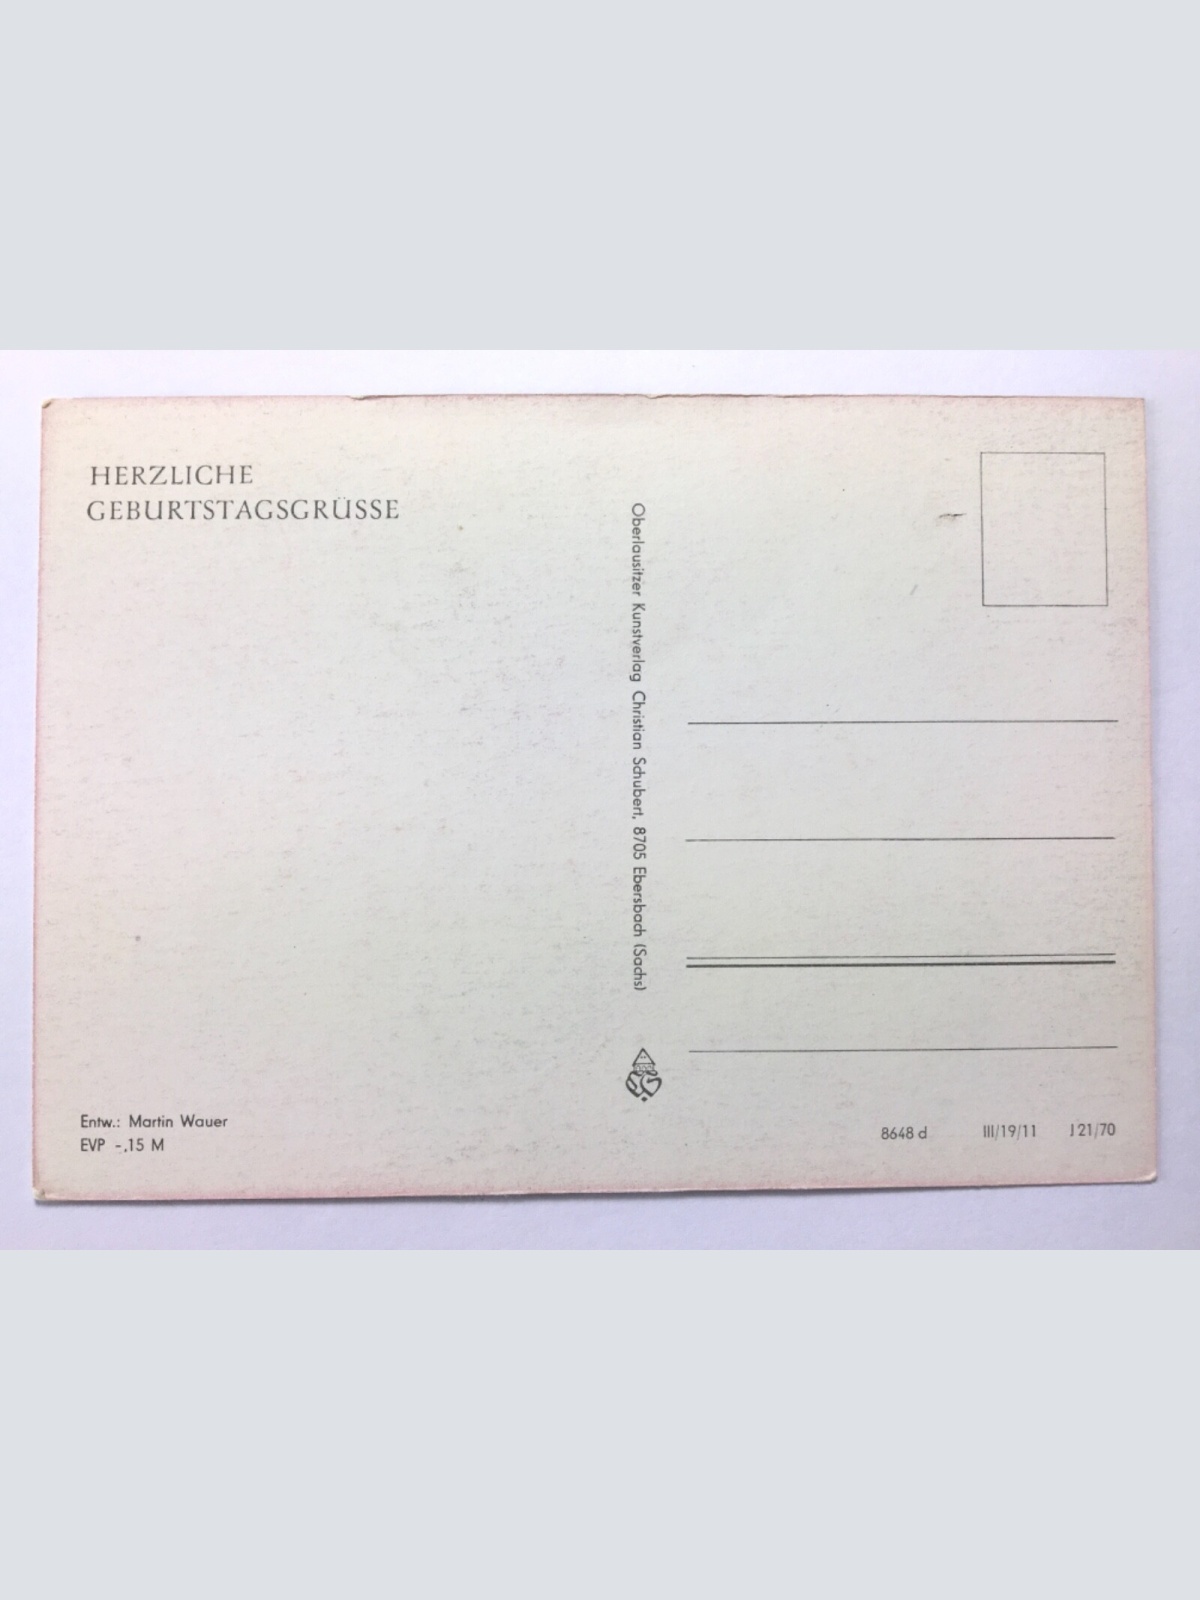 HERZLICHE
GEBURTSTAGSGRÜSSE
Oberlausitzer Kunstverlag Christian Schubert, 8705 Ebersbach (Sachs)
Entw.: Martin Wauer
EVP -,15 M
8648 d III/19/11 J 21/70